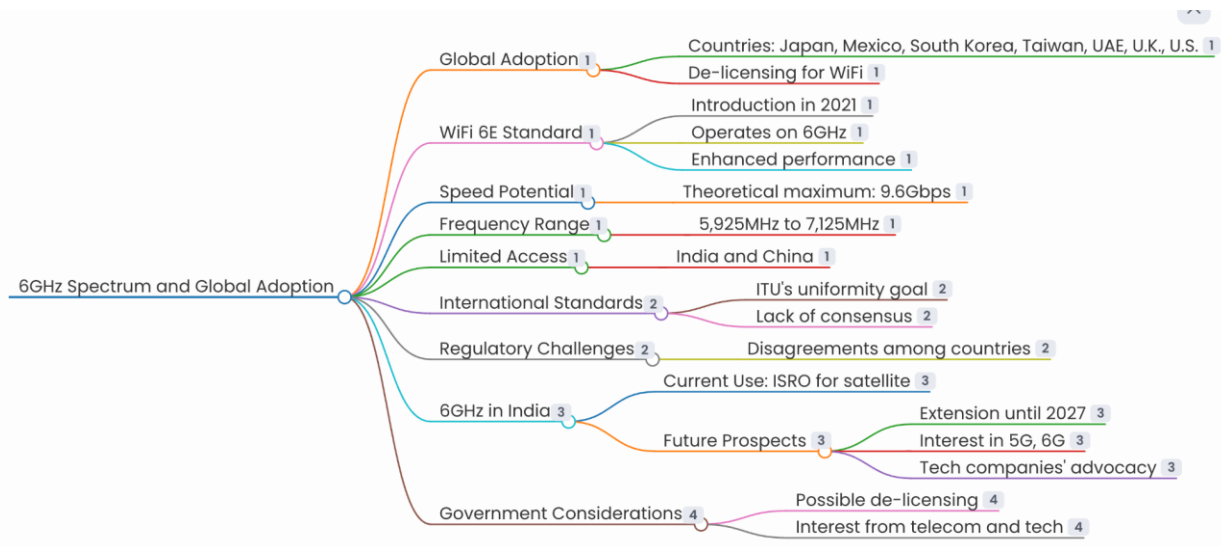 6GHz Spectrum and Global Adoption
Global Adoption 1
Countries: Japan, Mexico, South Korea, Taiwan, UAE, U.K., U.S. 1
De-licensing for WiFi 1
WiFi 6E Standard 1
Introduction in 2021 1
Operates on 6GHz 1
Enhanced performance 1
Speed Potential 1
Theoretical maximum: 9.6Gbps 1
Frequency Range 1
5,925MHz to 7,125MHz 1
Limited Access 1
India and China 1
International Standards 2
ITU's uniformity goal 2
Lack of consensus 2
Regulatory Challenges 2
Disagreements among countries 2
6GHz in India 3
Current Use: ISRO for satellite 3
Future Prospects 3
Extension until 2027 3
Interest in 5G, 6G 3
Tech companies' advocacy 3
Government Considerations 4
Possible de-licensing 4
Interest from telecom and tech 4